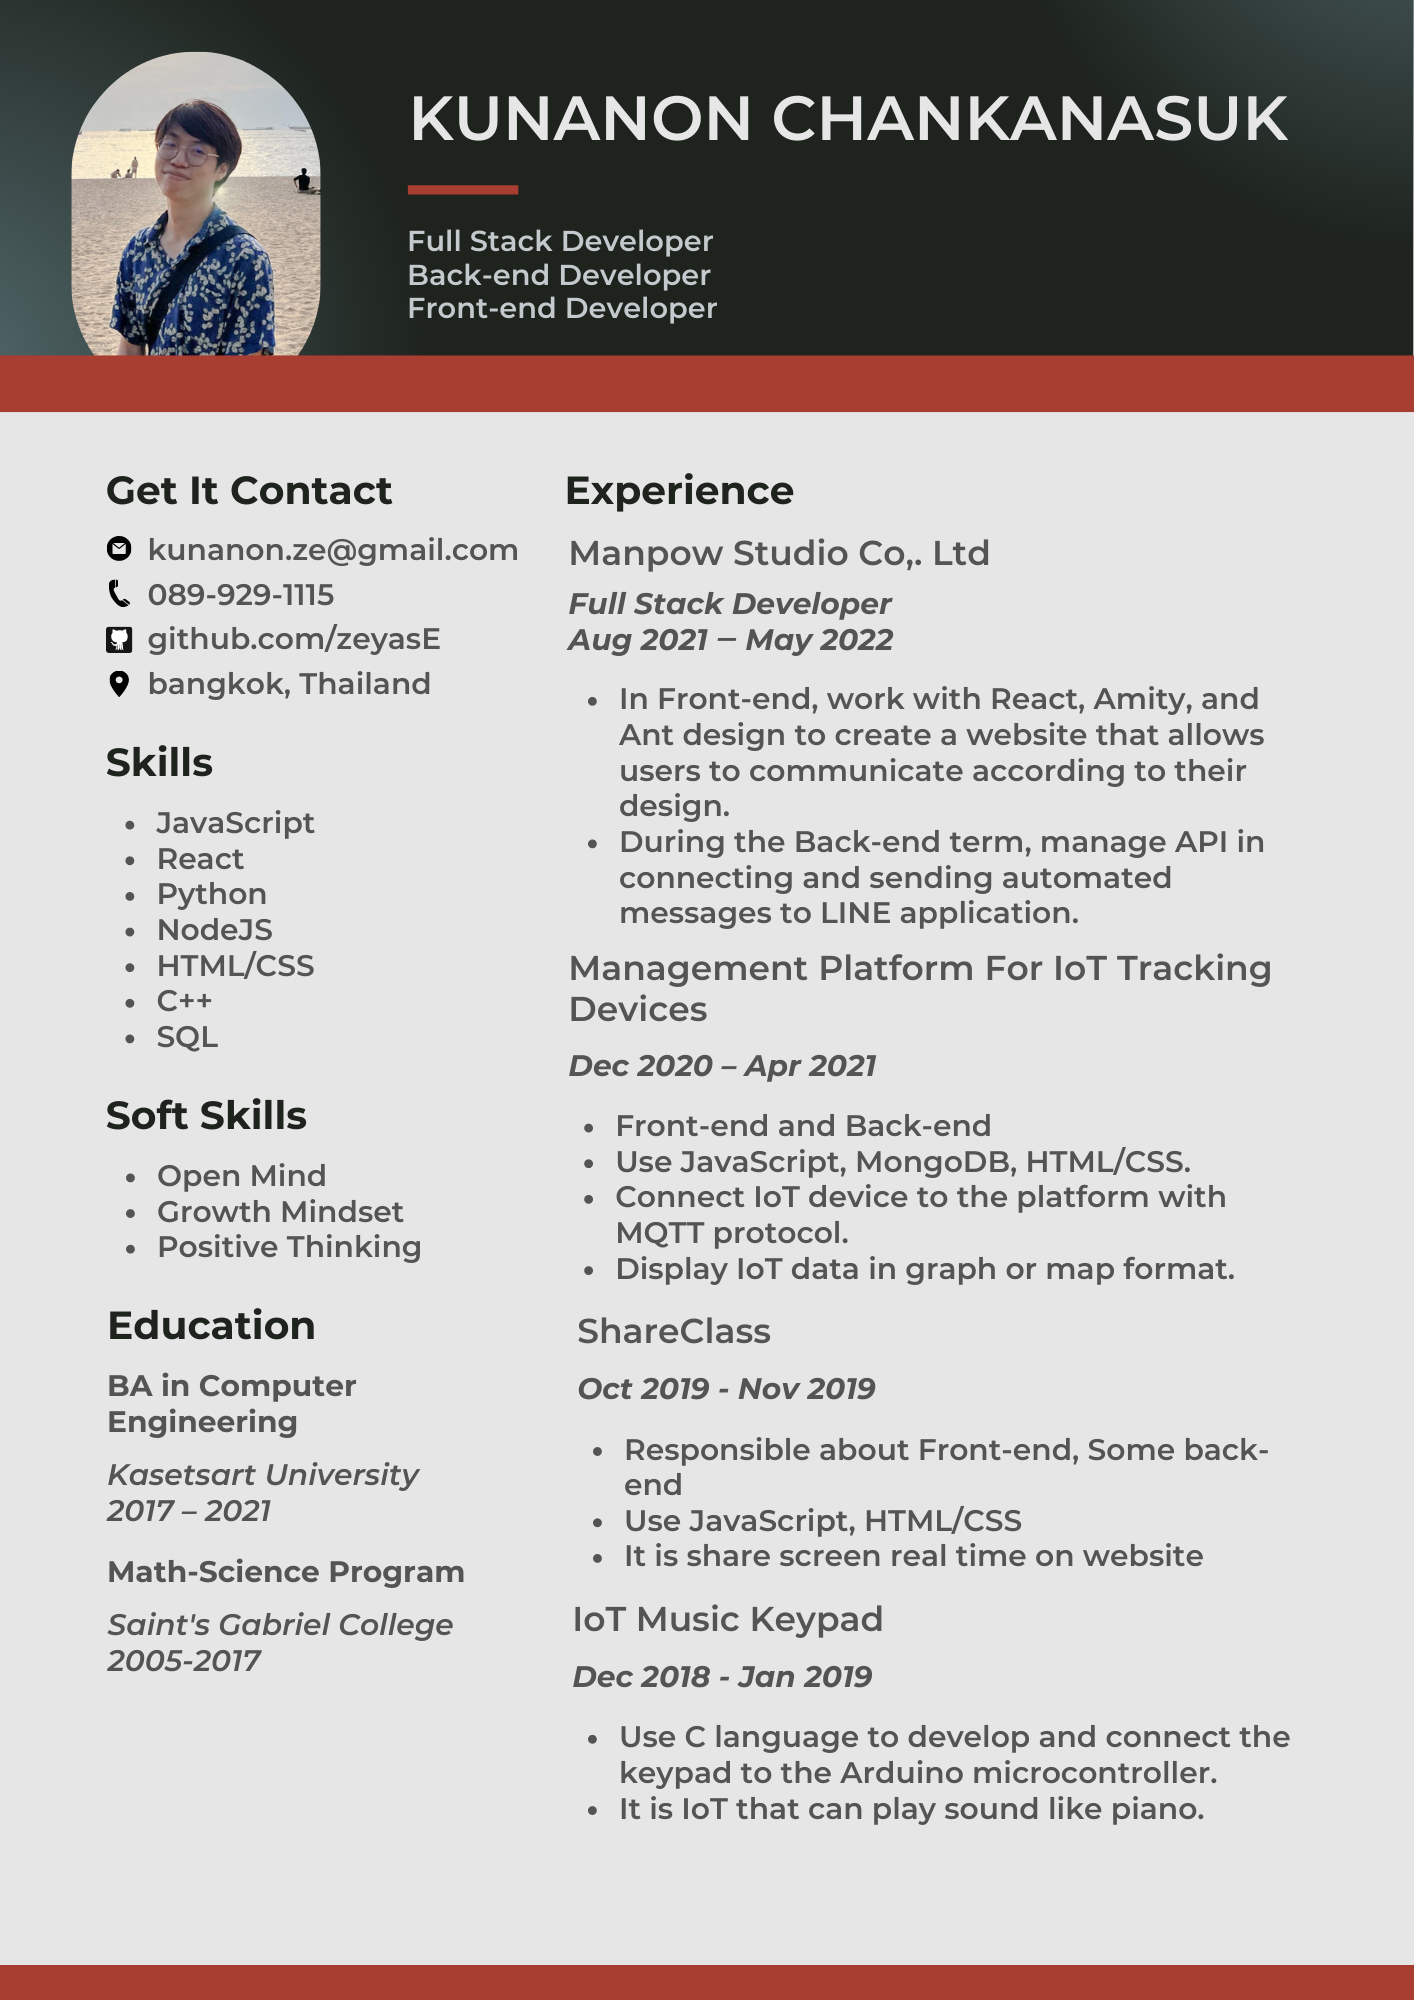 KUNANON CHANKANASUK
Full Stack Developer
Back-end Developer
Front-end Developer
Get It Contact
kunanon.ze@gmail.com
089-929-1115
github.com/zeyasE
bangkok, Thailand
Skills
• JavaScript
• React
• Python
• NodeJS
• HTML/CSS
• C++
• SQL
Soft Skills
• Open Mind
• Growth Mindset
• Positive Thinking
Education
BA in Computer
Engineering
Kasetsart University
2017 – 2021
Math-Science Program
Saint's Gabriel College
2005-2017
Experience
Manpow Studio Co,. Ltd
Full Stack Developer
Aug 2021 – May 2022
• In Front-end, work with React, Amity, and
Ant design to create a website that allows
users to communicate according to their
design.
• During the Back-end term, manage API in
connecting and sending automated
messages to LINE application.
Management Platform For IoT Tracking
Devices
Dec 2020 – Apr 2021
• Front-end and Back-end
• Use JavaScript, MongoDB, HTML/CSS.
• Connect IoT device to the platform with
MQTT protocol.
• Display IoT data in graph or map format.
ShareClass
Oct 2019 - Nov 2019
• Responsible about Front-end, Some back-
end
• Use JavaScript, HTML/CSS
• It is share screen real time on website
IoT Music Keypad
Dec 2018 - Jan 2019
• Use C language to develop and connect the
keypad to the Arduino microcontroller.
• It is IoT that can play sound like piano.